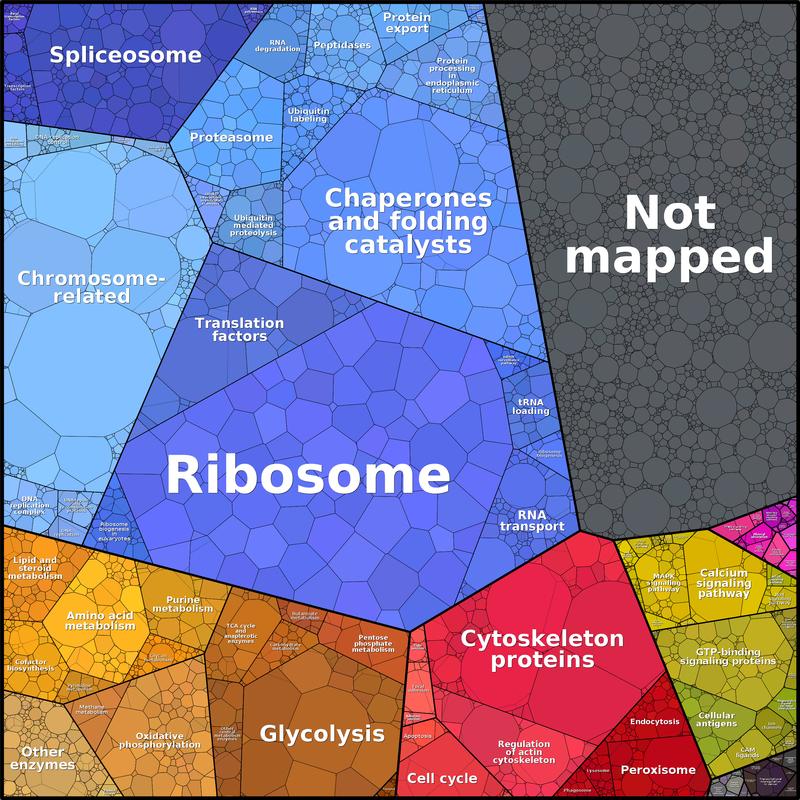 Spliceosome
RNA
degradation
Peptidases
Protein
export
Protein
processing
in
endoplasmic
reticulum
Ubiquitin
labeling
Proteasome
Chaperones
and folding
catalysts
Ubiquitin
mediated
proteolysis
Not
mapped
Chromosome-
related
Translation
factors
tRNA
loading
Ribosome
RNA
transport
DNA
replication
complex
Ribosome
biogenesis
in
eukaryotes
Lipid and
steroid
metabolism
Amino acid
metabolism
Purine
metabolism
TCA cycle
and
anaplerotic
enzymes
Pentose
phosphate
metabolism
Cofactor
biosynthesis
Methane
metabolism
Oxidative
phosphorylation
Other
enzymes
Glycolysis
Cytoskeleton
proteins
MAPK
signaling
pathway
Calcium
signaling
pathway
GTP-binding
signaling proteins
Cellular
antigens
CAM
ligands
Endocytosis
Peroxisome
Lysosome
Phagosome
Regulation
of actin
cytoskeleton
Apoptosis
Cell cycle